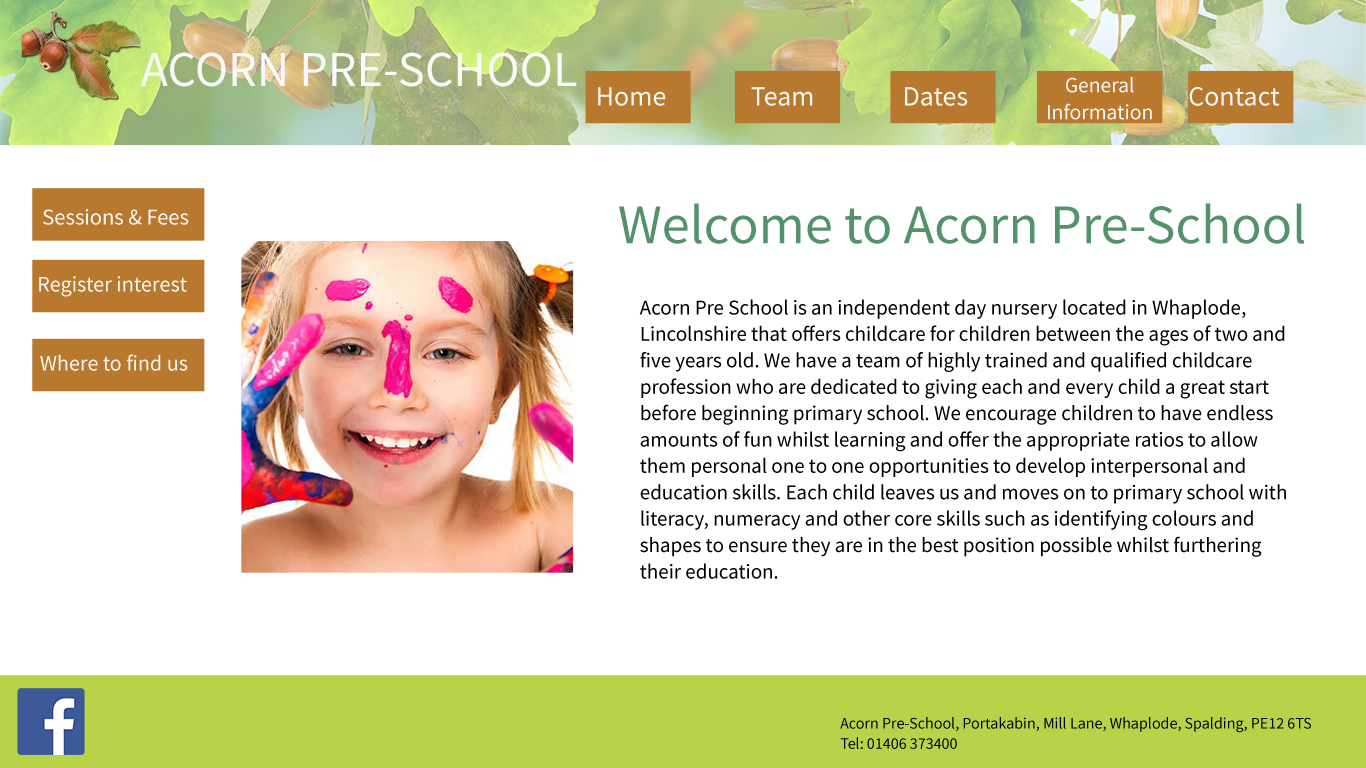 ACORN PRE-SCHOOL
Home
Team
Dates
General
Information
Contact
Sessions & Fees
Register interest
Where to find us
Welcome to Acorn Pre-School
Acorn Pre School is an independent day nursery located in Whaplode,
Lincolnshire that offers childcare for children between the ages of two and
five years old. We have a team of highly trained and qualified childcare
profession who are dedicated to giving each and every child a great start
before beginning primary school. We encourage children to have endless
amounts of fun whilst learning and offer the appropriate ratios to allow
them personal one to one opportunities to develop interpersonal and
education skills. Each child leaves us and moves on to primary school with
literacy, numeracy and other core skills such as identifying colours and
shapes to ensure they are in the best position possible whilst furthering
their education.
f
Acorn Pre-School, Portakabin, Mill Lane, Whaplode, Spalding, PE12 6TS
Tel: 01406 373400